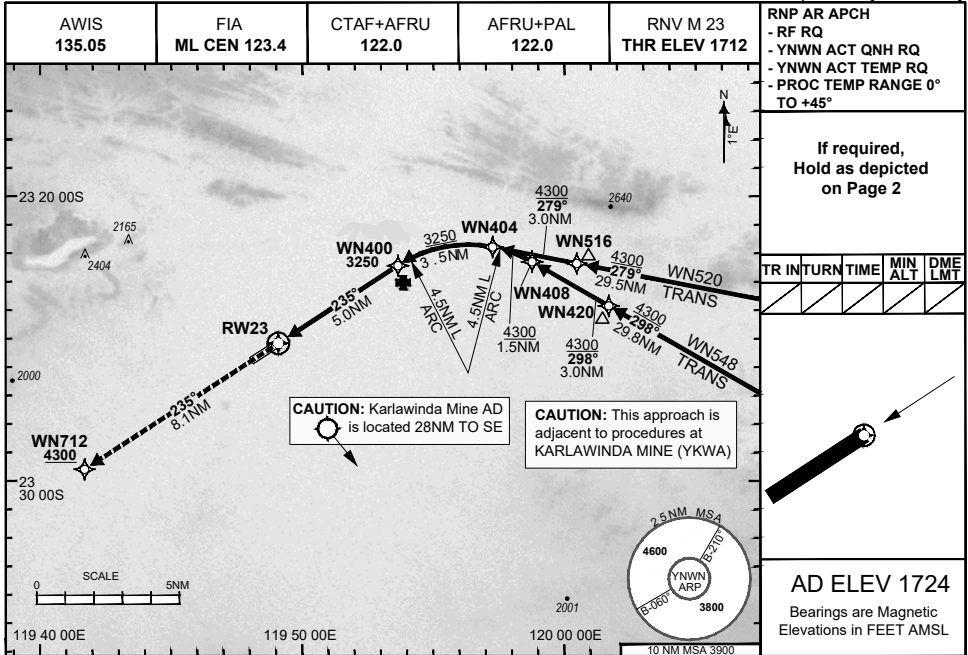 AWIS
135.05
FIA
ML CEN 123.4
CTAF+AFRU
122.0
AFRU+PAL
122.0
RNV M 23
THR ELEV 1712
RNP AR APCH
- RF RQ
- YNWN ACT QNH RQ
- YNWN ACT TEMP RQ
- PROC TEMP RANGE 0°
TO +45°
If required,
Hold as depicted
on Page 2
TR IN
TURN
TIME
MIN ALT
DME LMT
AD ELEV 1724
Bearings are Magnetic
Elevations in FEET AMSL
N
1°E
23 20 00S
2165
2404
2640
WN400
3250
3250
3.5NM
WN404
4300
279°
3.0NM
WN516
4300
279°
29.5NM
WN520
TRANS
WN408
WN420
4300
298°
29.8NM
WN548
TRANS
4.5NM L
ARC
4.5NM L
ARC
4300
1.5NM
4300
298°
3.0NM
235°
5.0NM
RW23
2000
235°
8.1NM
WN712
4300
23
30 00S
CAUTION: Karlawinda Mine AD
is located 28NM TO SE
CAUTION: This approach is
adjacent to procedures at
KARLAWINDA MINE (YKWA)
25NM MSA
4600
B-210°
YNWN
ARP
B-060°
3800
10 NM MSA 3900
SCALE
0
5NM
2001
119 40 00E
119 50 00E
120 00 00E